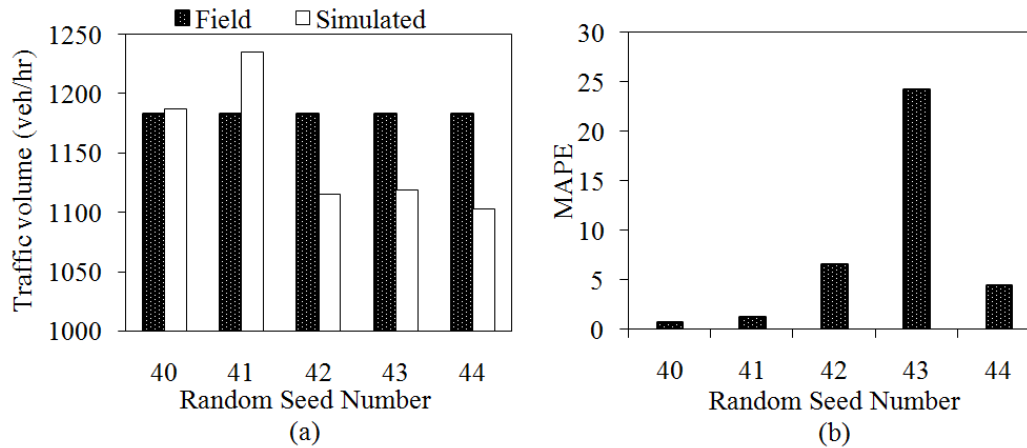 Field Simulated
Traffic volume (veh/hr)
1250
1200
1150
1100
1050
1000
40 41 42 43 44
Random Seed Number
(a)
MAPE
30
25
20
15
10
5
0
40 41 42 43 44
Random Seed Number
(b)